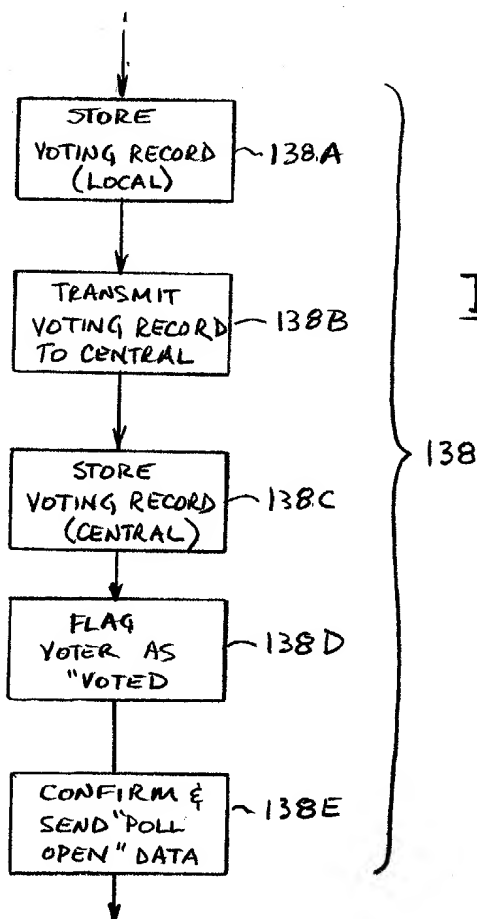 STORE
VOTING RECORD
(LOCAL)
138A
TRANSMIT
VOTING RECORD
TO CENTRAL
138B
138
STORE
VOTING RECORD
(CENTRAL)
138C
FLAG
VOTER AS
"VOTED
138D
CONFIRM &
SEND "POLL
OPEN" DATA
138E